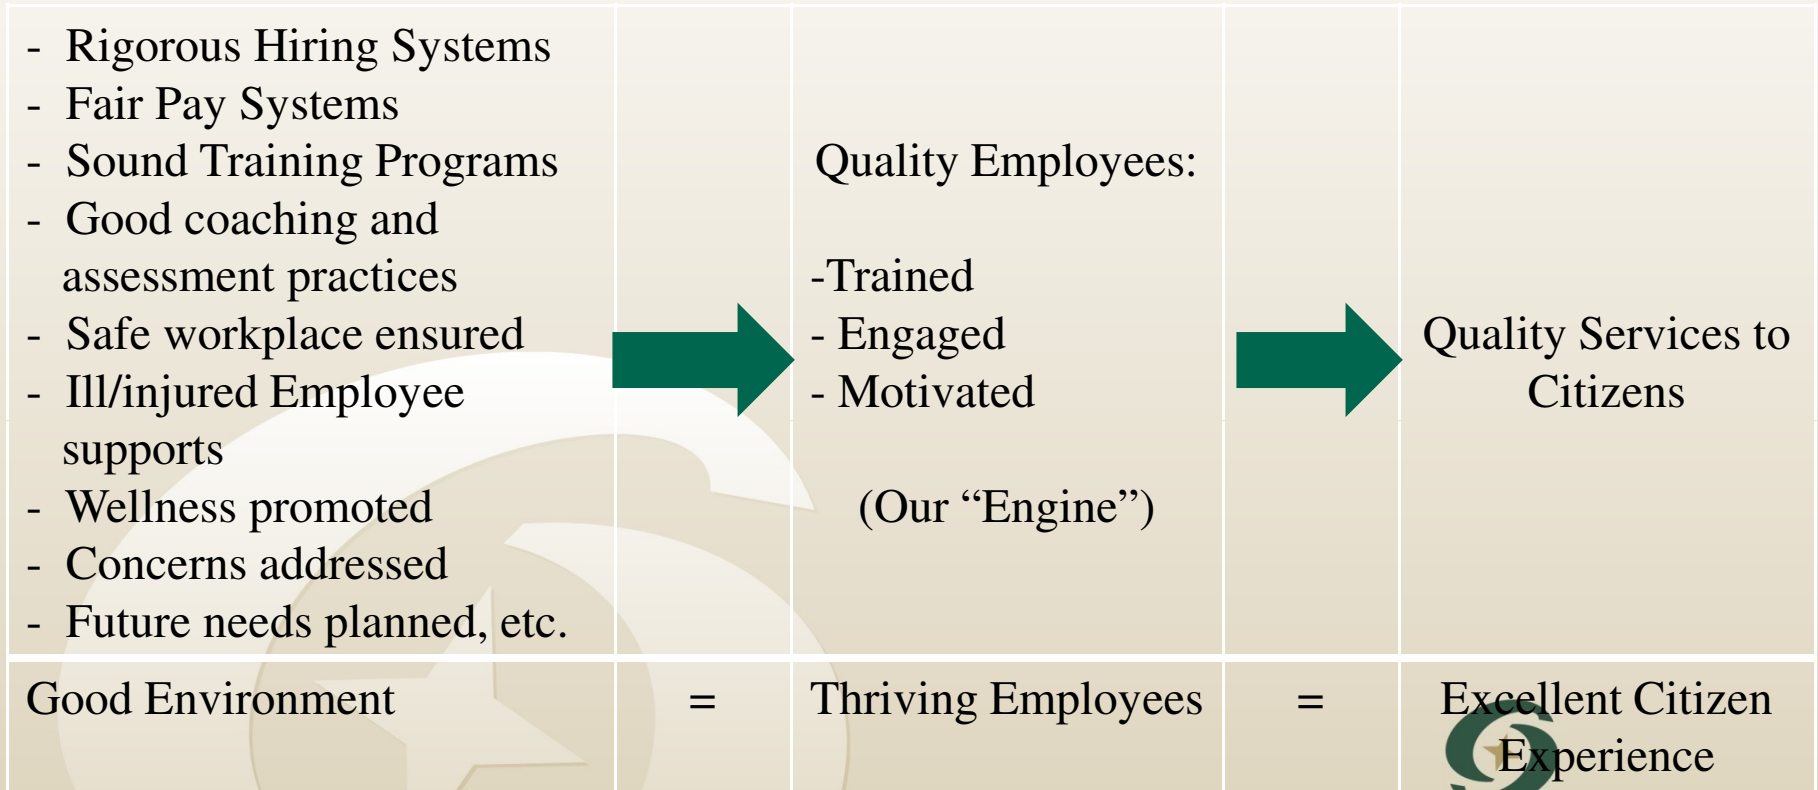 - Rigorous Hiring Systems
- Fair Pay Systems
- Sound Training Programs
- Good coaching and
assessment practices
- Safe workplace ensured
- Ill/injured Employee
supports
- Wellness promoted
- Concerns addressed
- Future needs planned, etc.
Quality Employees:
-Trained
- Engaged
- Motivated
(Our “Engine”)
Quality Services to
Citizens
Good Environment
=
Thriving Employees
=
Excellent Citizen
Experience